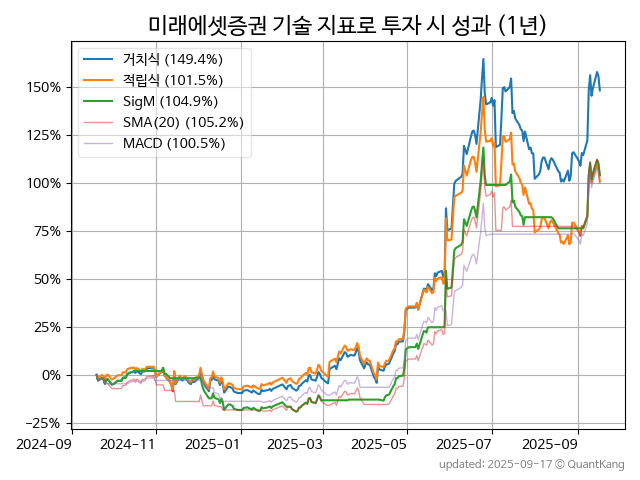 미래에셋증권 기술 지표로 투자 시 성과 (1년)
거치식 (149.4%)
적립식 (101.5%)
SigM (104.9%)
SMA(20) (105.2%)
MACD (100.5%)
150%
125%
100%
75%
50%
25%
0%
−25%
2024-09 2024-11 2025-01 2025-03 2025-05 2025-07 2025-09
updated: 2025-09-17 © QuantKang